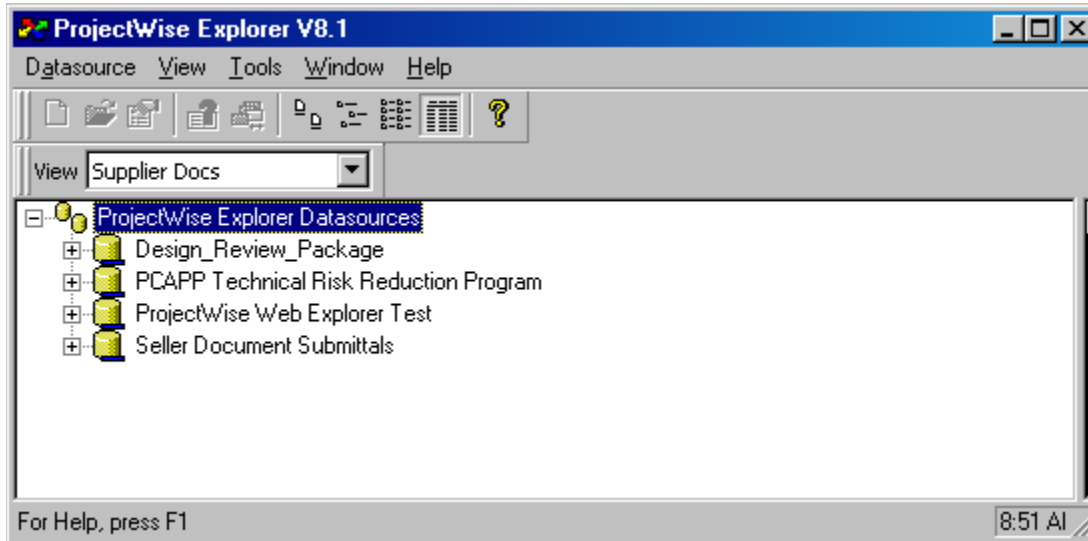 ProjectWise Explorer V8.1
Datasource View Tools Window Help
View Supplier Docs
ProjectWise Explorer Datasources
Design_Review_Package
PCAPP Technical Risk Reduction Program
ProjectWise Web Explorer Test
Seller Document Submittals
For Help, press F1 8:51 AI